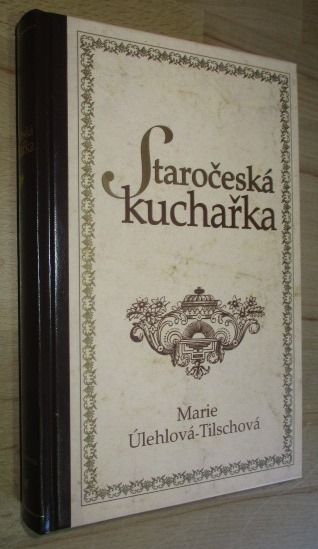 Staročeská
kuchařka
Marie
Úlehlová-Tilschová